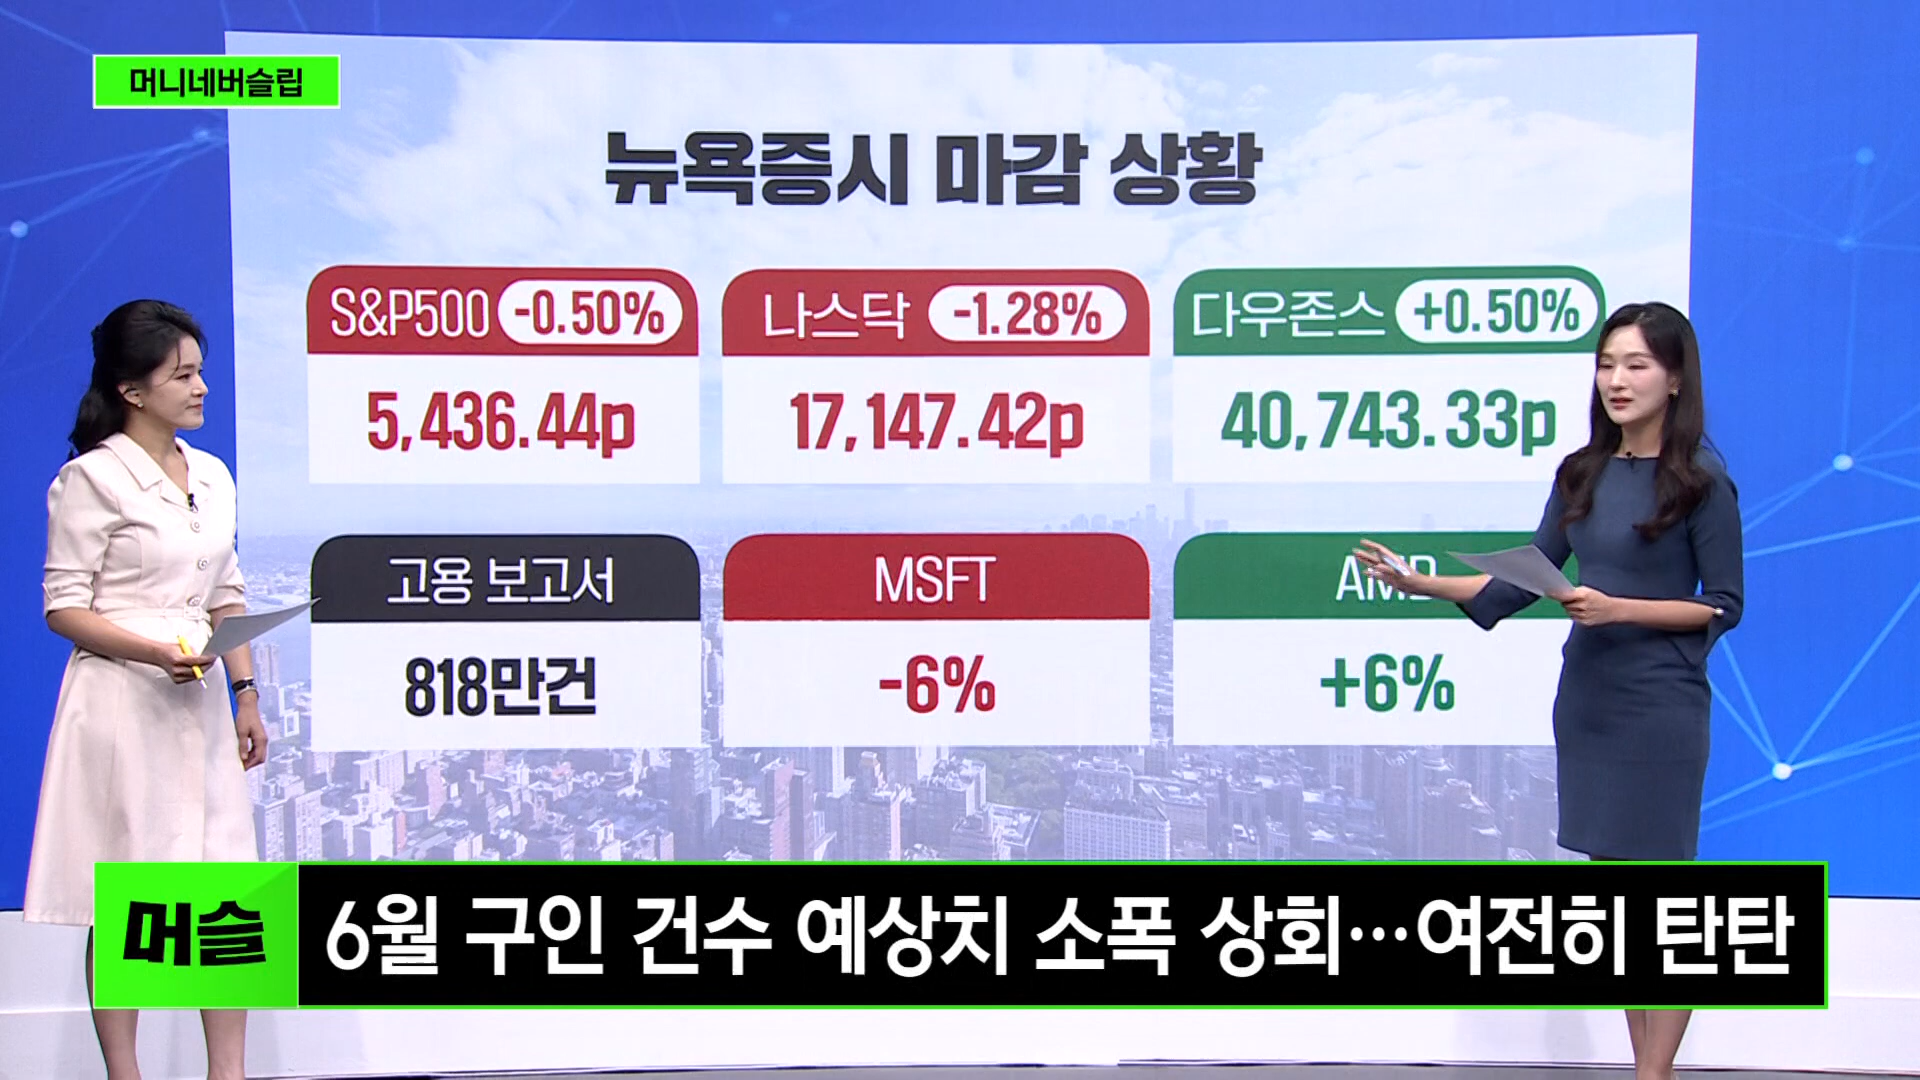 머니네버슬립
뉴욕증시 마감 상황
S&P500 -0.50%
5,436.44p
나스닥 -1.28%
17,147.42p
다우존스 +0.50%
40,743.33p
고용 보고서
818만건
MSFT
-6%
AMD
+6%
머슬
6월 구인 건수 예상치 소폭 상회…여전히 탄탄